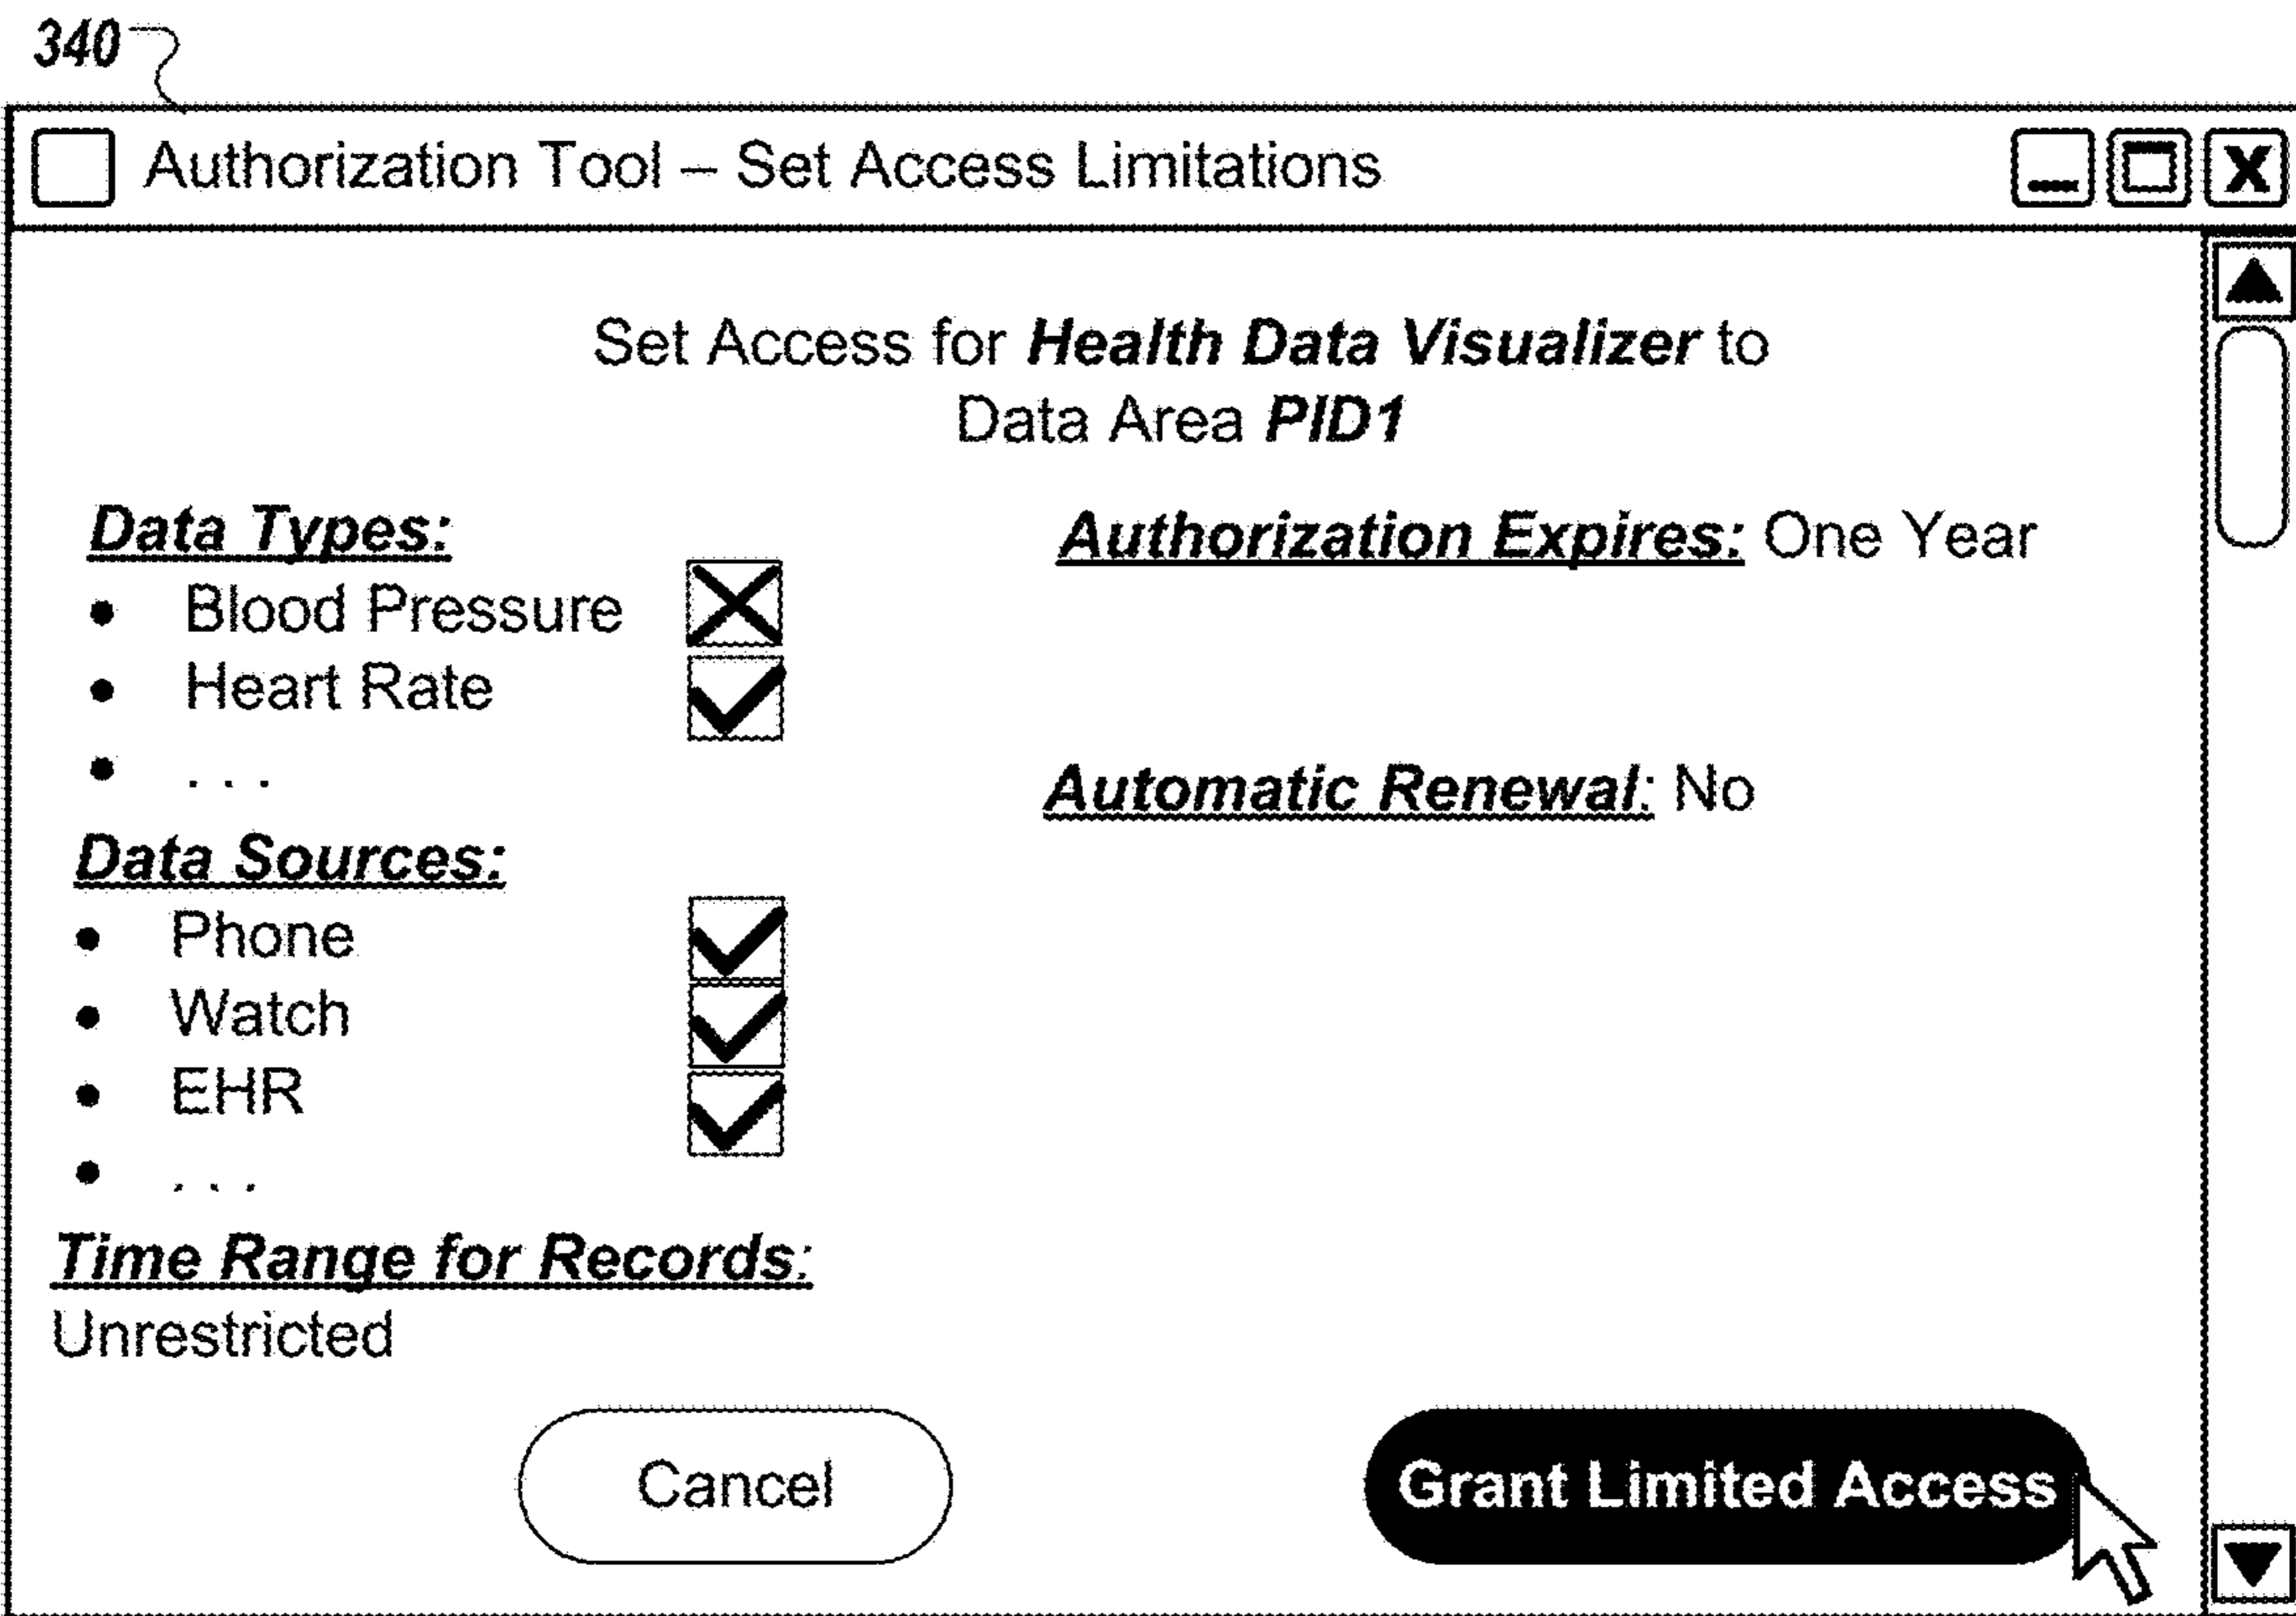 340
Authorization Tool – Set Access Limitations
X
Set Access for Health Data Visualizer to
Data Area PID1
Data Types:
• Blood Pressure
• Heart Rate
• . . .
Data Sources:
• Phone
• Watch
• EHR
• . . .
Time Range for Records:
Unrestricted
Authorization Expires: One Year
Automatic Renewal: No
Cancel
Grant Limited Access